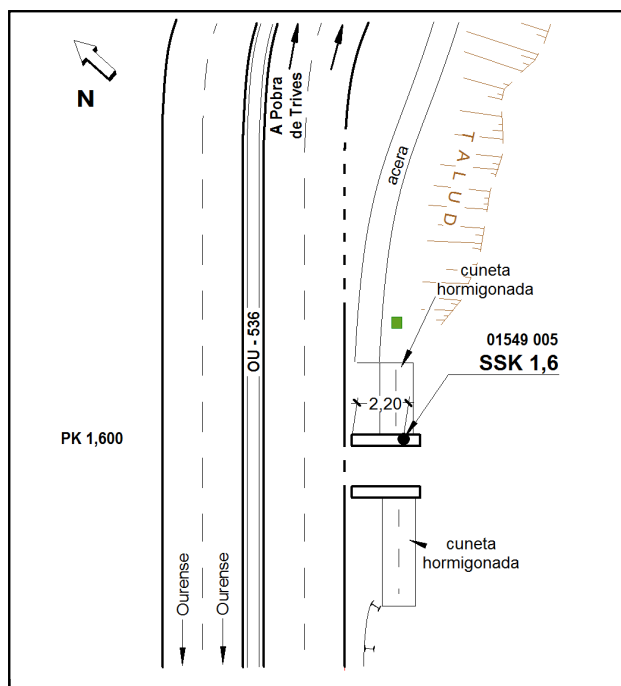 N
A Pobra
de Trives
acera
TALUD
cuneta
hormigonada
01549 005
SSK 1,6
OU - 536
2,20
PK 1,600
cuneta
hormigonada
Ourense
Ourense